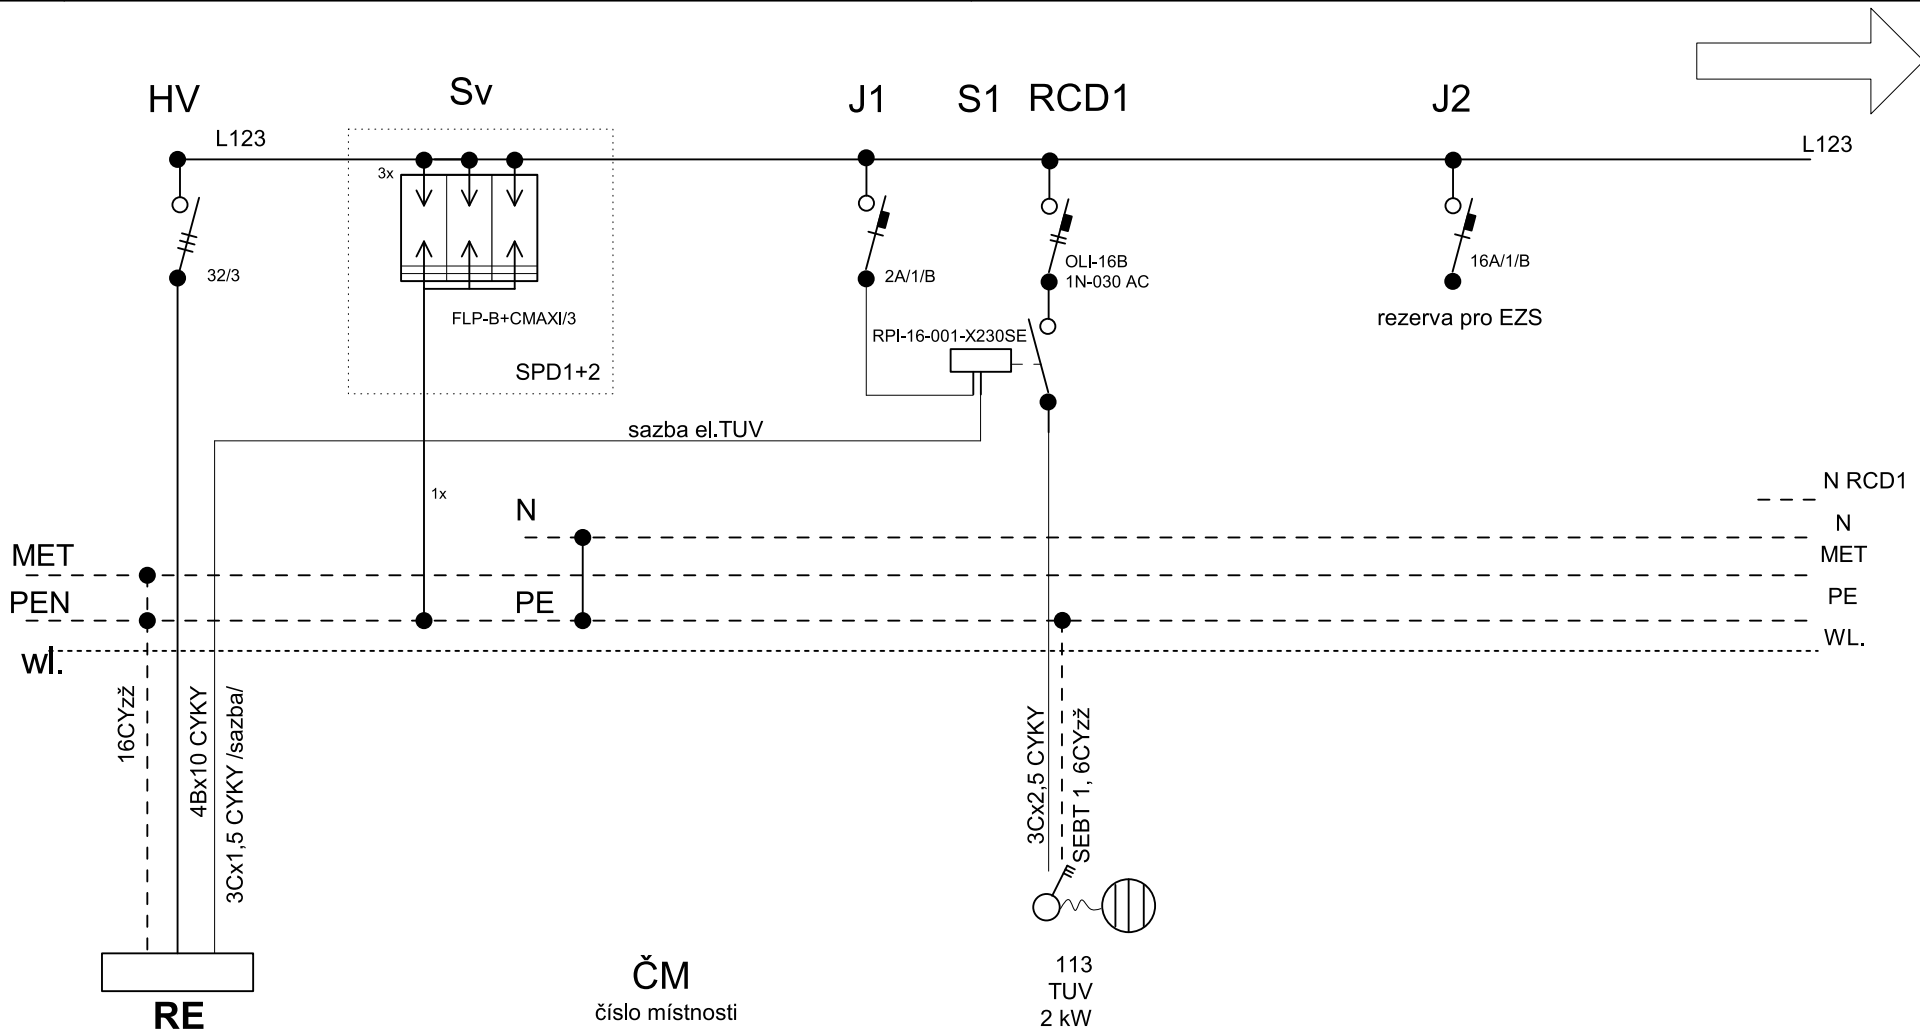 HV
Sv
J1
S1
RCD1
J2
L123
L123
3x
32/3
FLP-B+CMAXI/3
SPD1+2
2A/1/B
OLI-16B
1N-030 AC
16A/1/B
rezerva pro EZS
RPI-16-001-X230SE
sazba el.TUV
1x
N
N RCD1
N
MET
MET
PEN
PE
PE
wl.
WL.
16CYzž
4Bx10 CYKY
3Cx1,5 CYKY /sazba/
3Cx2,5 CYKY
SEBT 1, 6CYzž
RE
ČM
číslo místnosti
113
TUV
2 kW